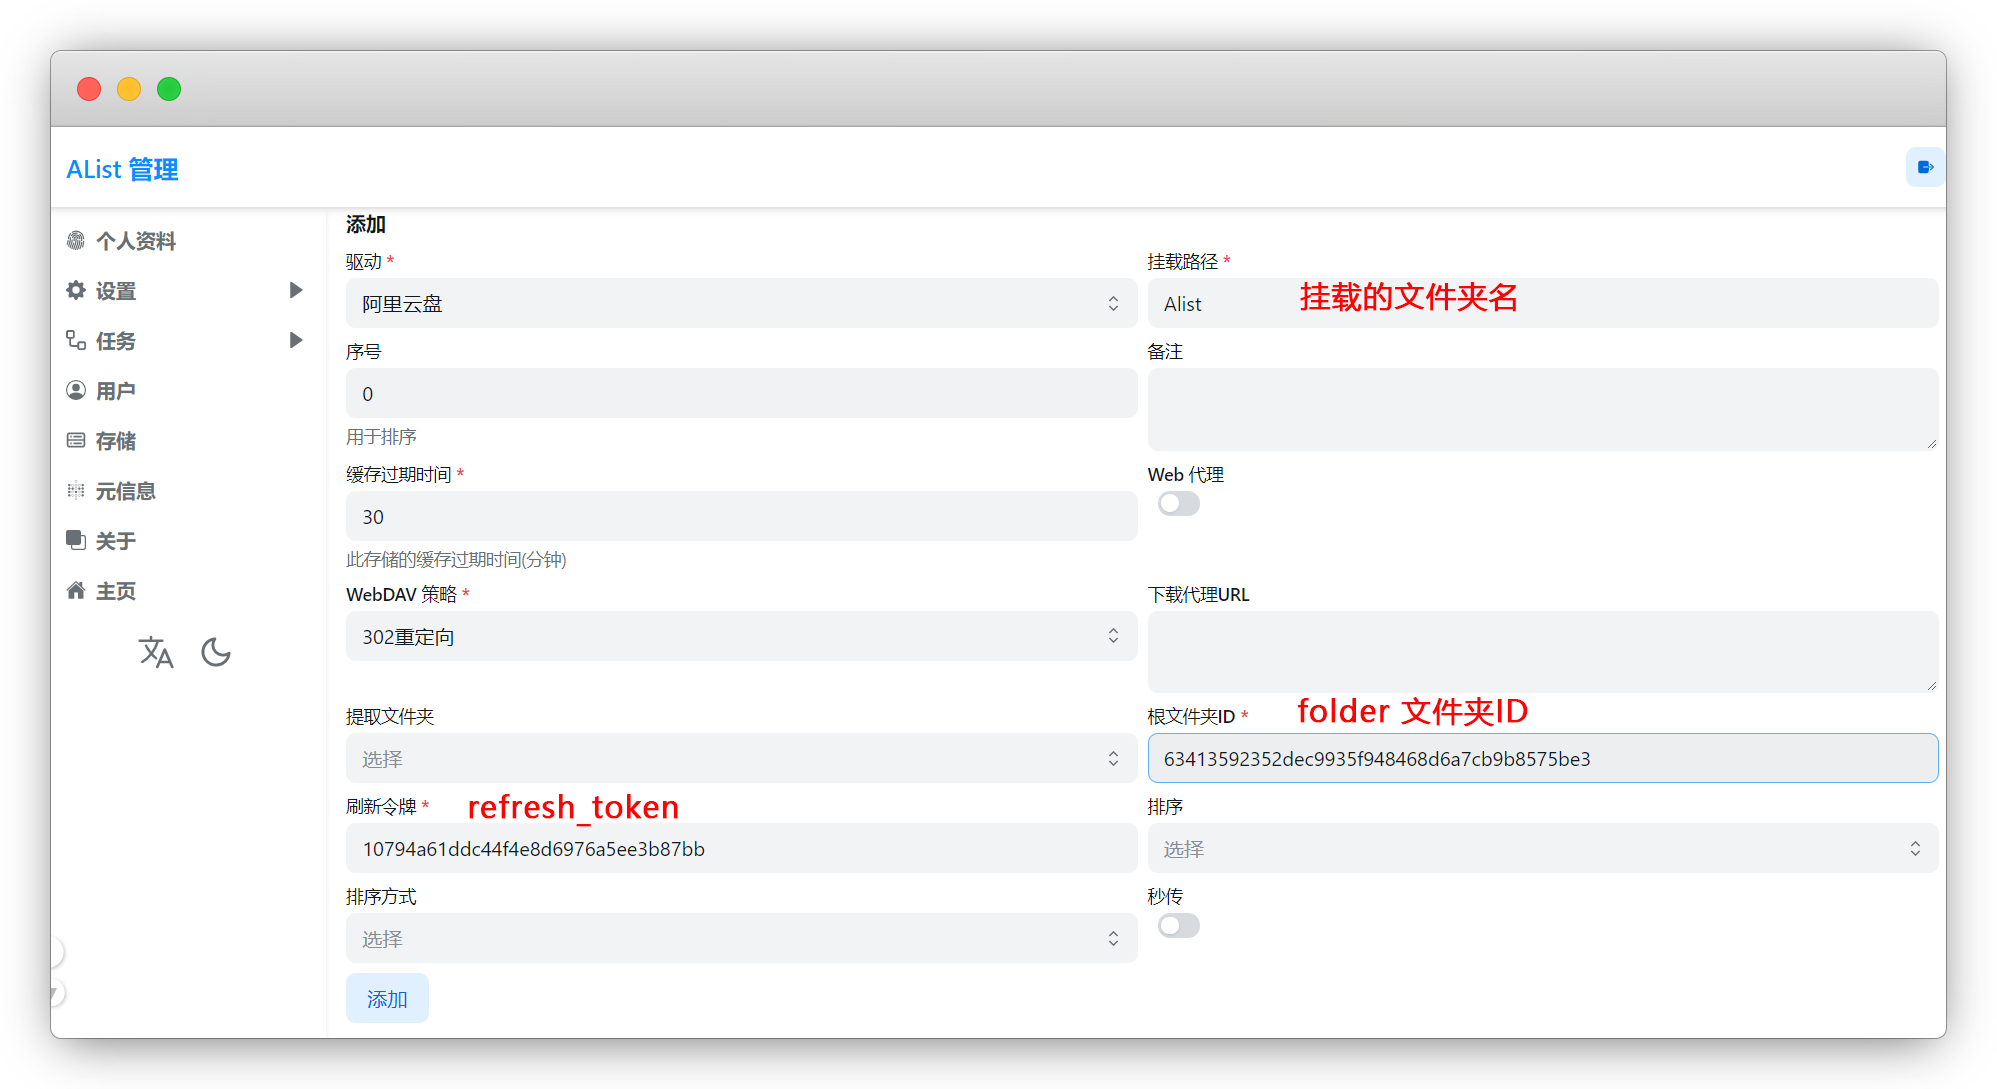 AList 管理
个人资料
设置
任务
用户
存储
元信息
关于
主页
添加
驱动 *
阿里云盘
挂载路径 *
Alist
挂载的文件夹名
序号
0
用于排序
备注
缓存过期时间 *
30
此存储的缓存过期时间(分钟)
Web 代理
WebDAV 策略 *
302重定向
下载代理URL
提取文件夹
选择
根文件夹ID *
folder 文件夹ID
63413592352dec9935f948468d6a7cb9b8575be3
刷新令牌 *
refresh_token
10794a61ddc44f4e8d6976a5ee3b87bb
排序
选择
排序方式
选择
秒传
添加